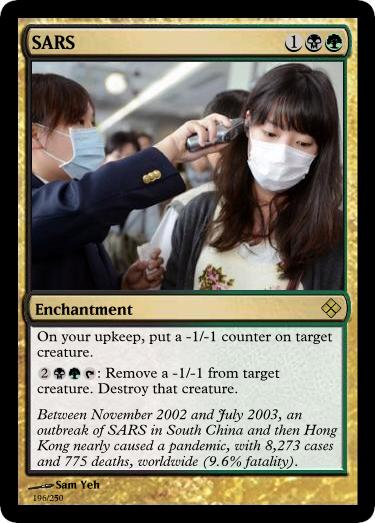 SARS 1
Enchantment
On your upkeep, put a -1/-1 counter on target
creature.
2 : Remove a -1/-1 from target
creature. Destroy that creature.
Between November 2002 and July 2003, an
outbreak of SARS in South China and then Hong
Kong nearly caused a pandemic, with 8,273 cases
and 775 deaths, worldwide (9.6% fatality).
Sam Yeh
196/250